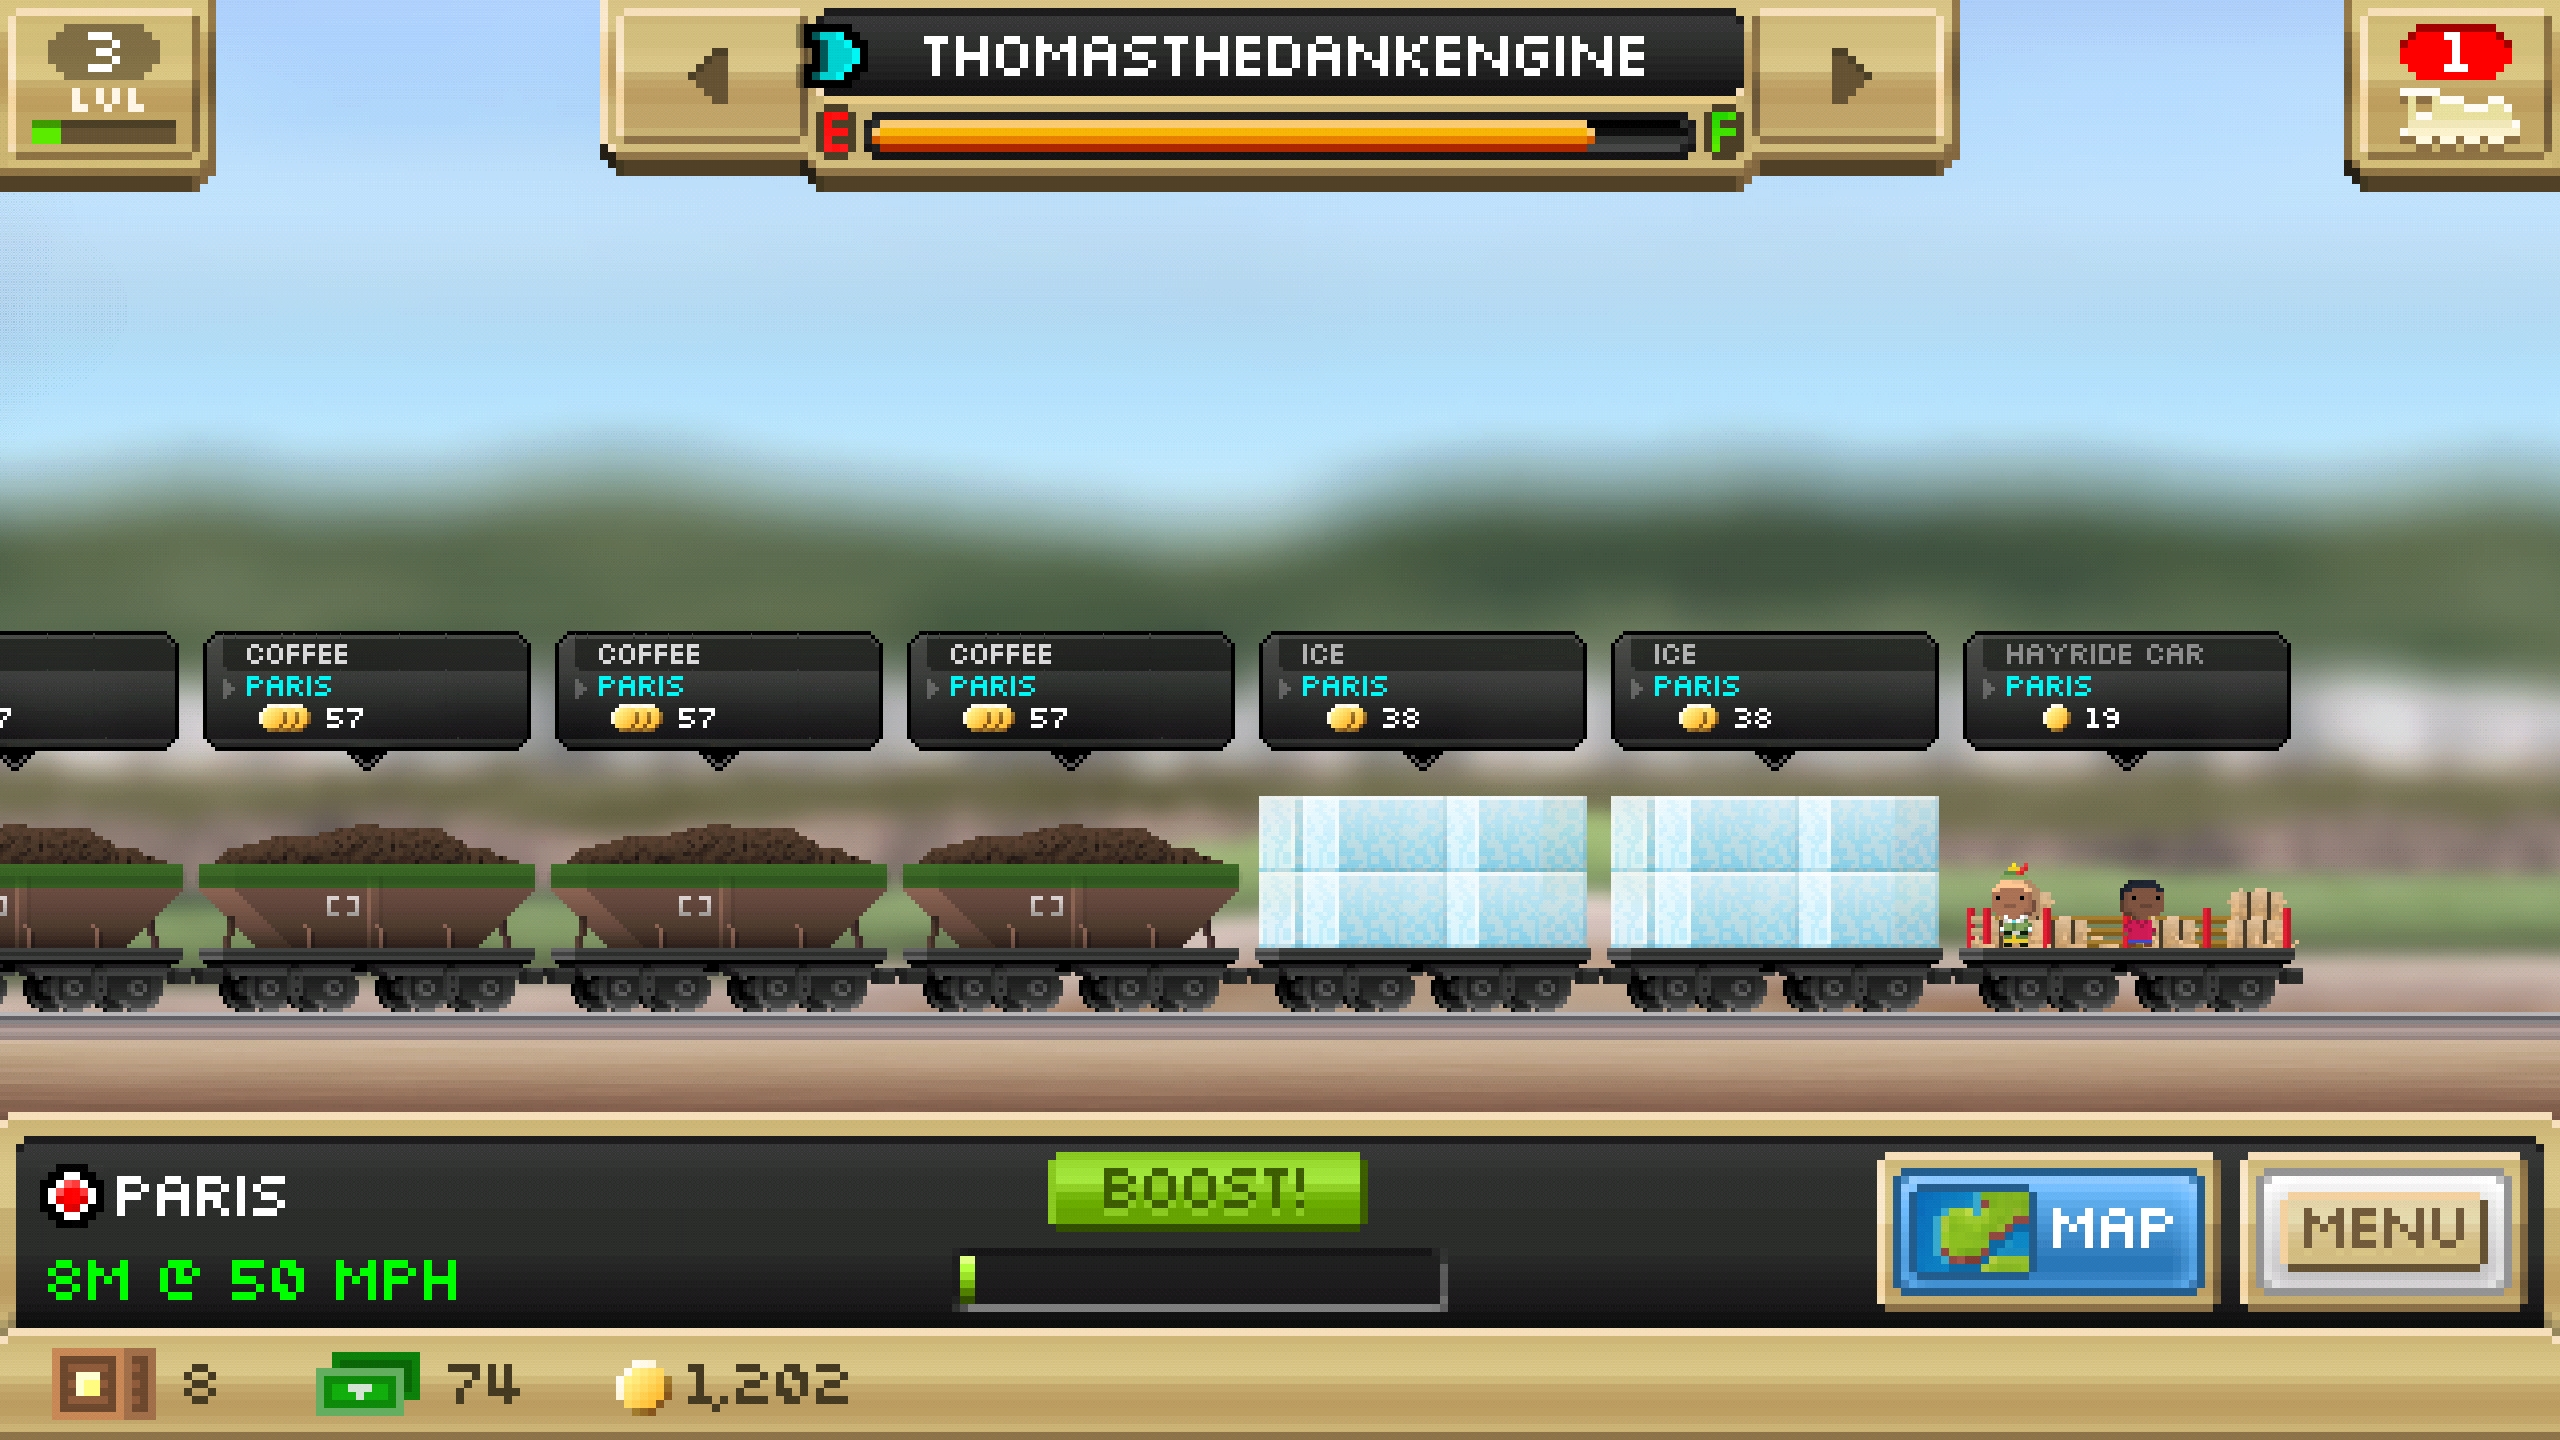 3
LVL
THOMASTHEDANKENGINE
E F
1
COFFEE
PARIS
57
COFFEE
PARIS
57
COFFEE
PARIS
57
ICE
PARIS
38
ICE
PARIS
38
HAYRIDE CAR
PARIS
19
7
PARIS
8M @ 50 MPH
BOOST!
MAP
MENU
8 74 1,202